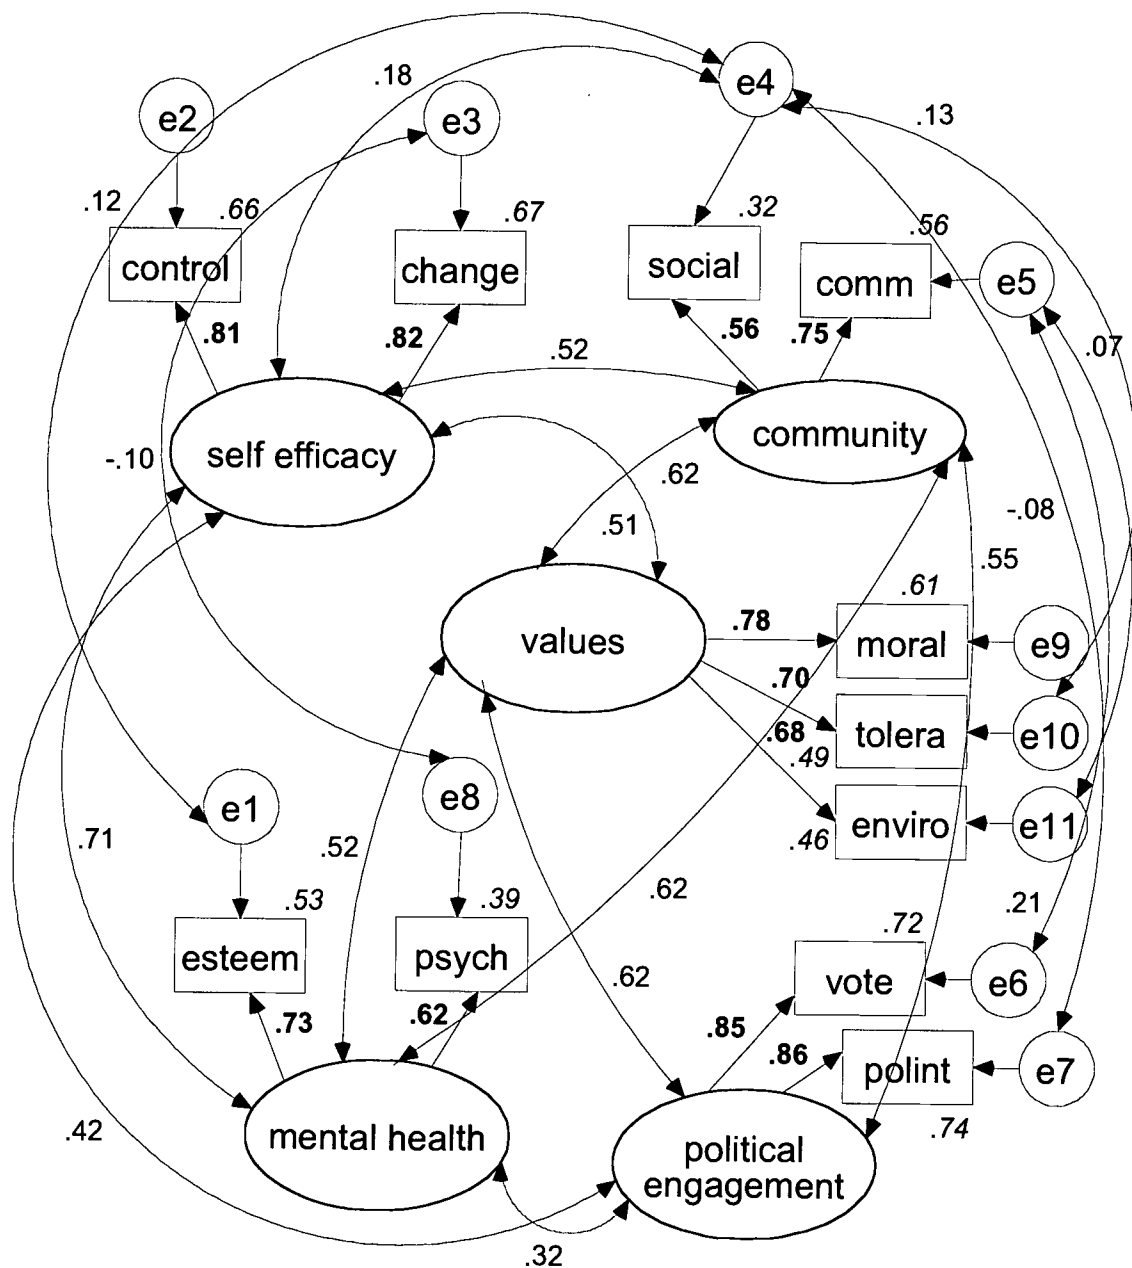 e4
.18
e2
e3
.13
.12
.66
.67
.32
.56
control
change
social
comm
e5
.81
.82
.56
.75
.52
.07
self efficacy
community
-.10
.62
.51
-.08
.55
.61
values
.78
moral
e9
.70
.68
tolera
e10
.49
e1
e8
enviro
e11
.46
.71
.52
.62
.53
.39
.21
.72
esteem
psych
.62
vote
e6
.73
.62
.85
.86
polint
e7
.42
mental health
.74
political
engagement
.32